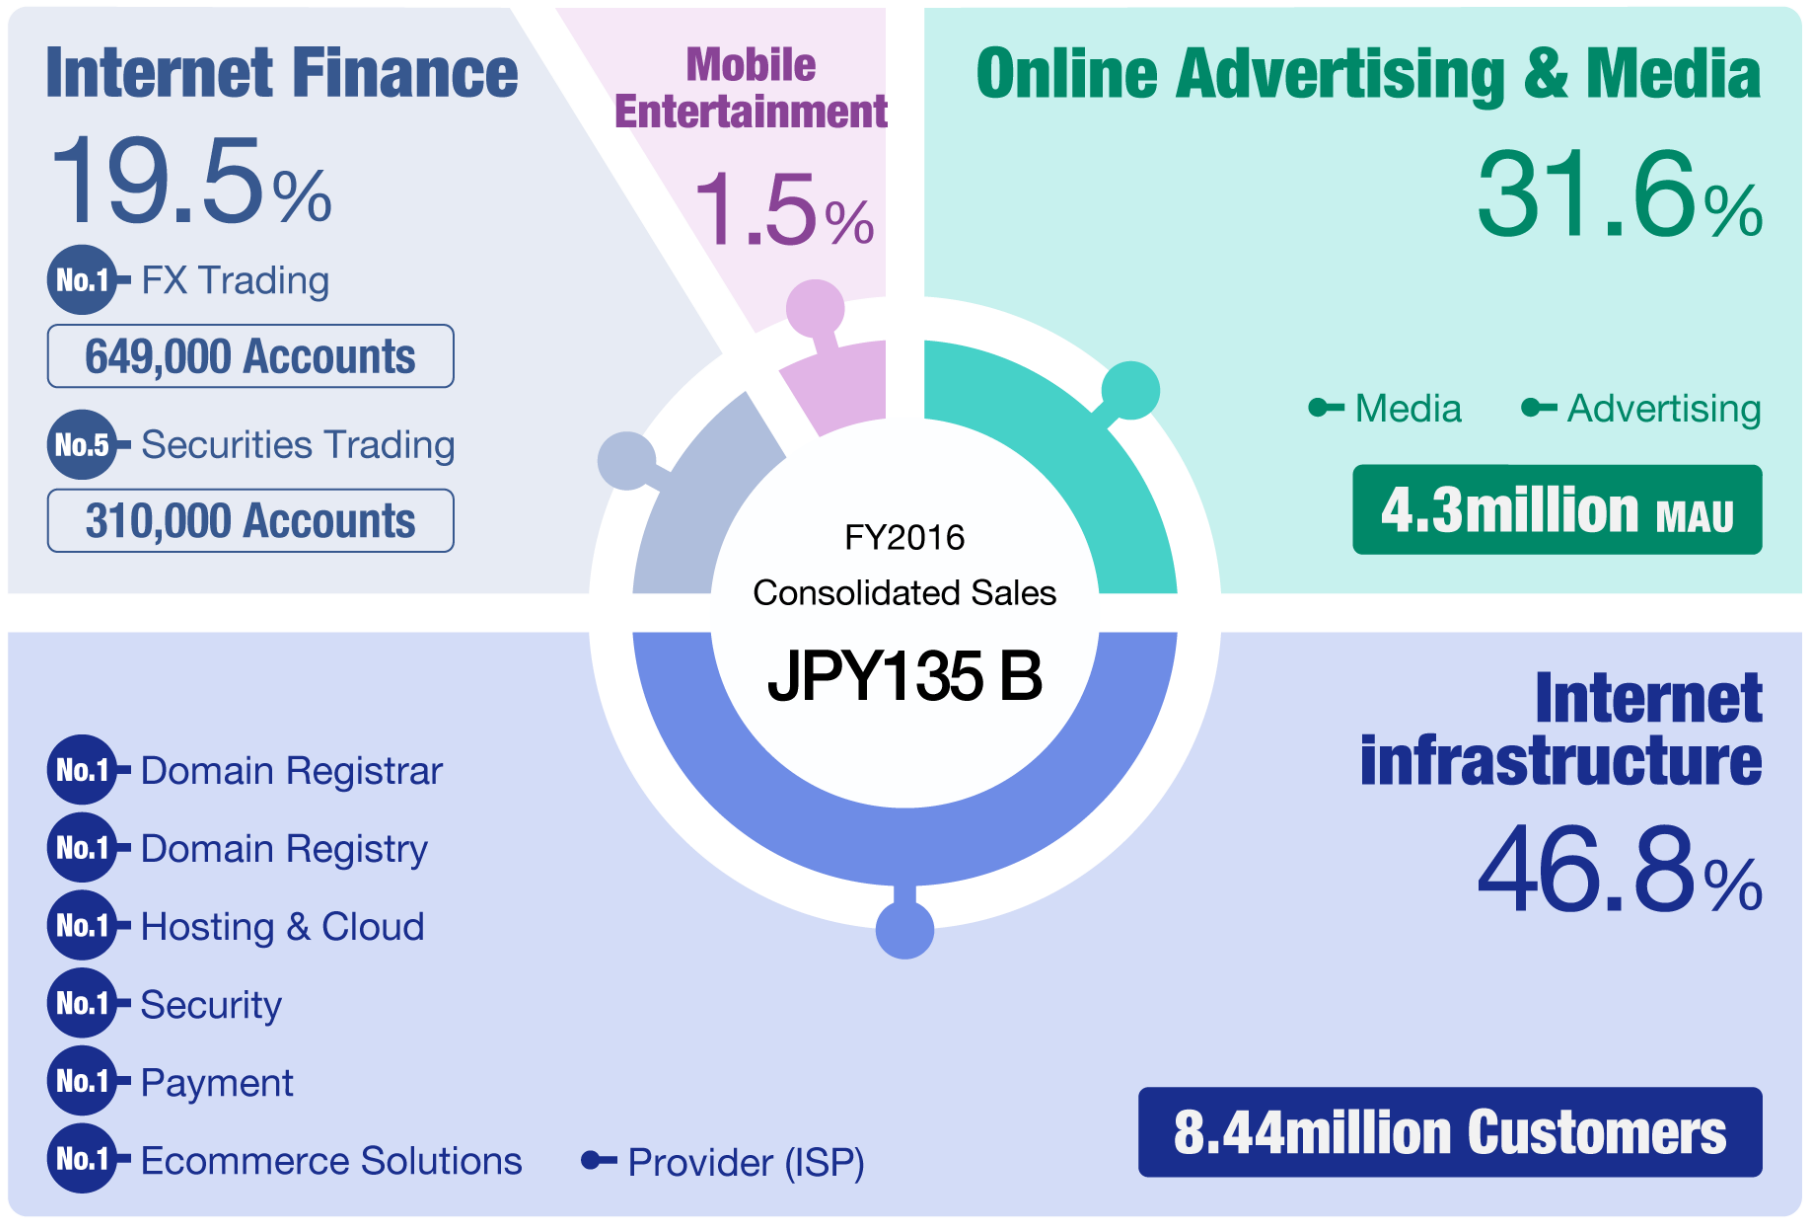 Internet Finance
19.5%
No.1 FX Trading
649,000 Accounts
No.5 Securities Trading
310,000 Accounts
Mobile
Entertainment
1.5%
Online Advertising & Media
31.6%
Media Advertising
4.3million MAU
FY2016
Consolidated Sales
JPY135 B
Internet
infrastructure
46.8%
No.1 Domain Registrar
No.1 Domain Registry
No.1 Hosting & Cloud
No.1 Security
No.1 Payment
No.1 Ecommerce Solutions Provider (ISP)
8.44million Customers